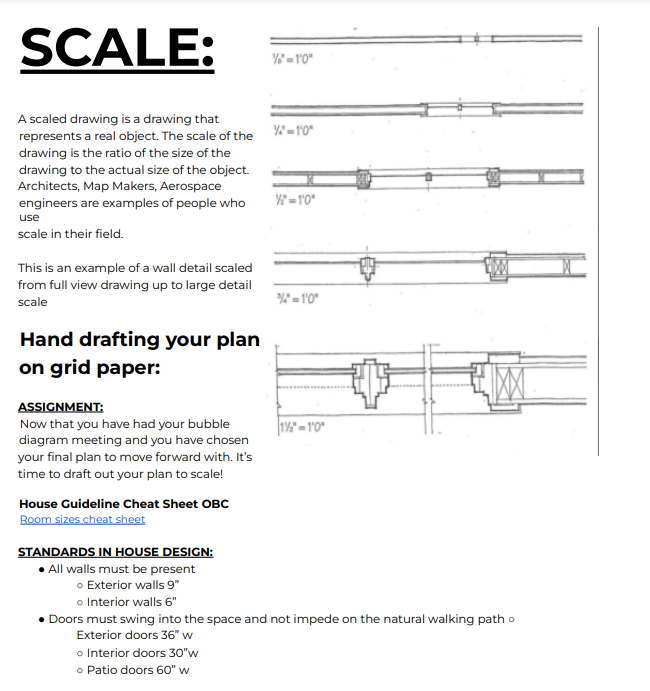 SCALE:
⅛" = 1'0"
A scaled drawing is a drawing that
represents a real object. The scale of the
drawing is the ratio of the size of the
drawing to the actual size of the object.
Architects, Map Makers, Aerospace
engineers are examples of people who
use
scale in their field.
¼" = 1'0"
½" = 1'0"
This is an example of a wall detail scaled
from full view drawing up to large detail
scale
¾" = 1'0"
Hand drafting your plan
on grid paper:
ASSIGNMENT:
Now that you have had your bubble
diagram meeting and you have chosen
your final plan to move forward with. It’s
time to draft out your plan to scale!
1½" = 1'0"
House Guideline Cheat Sheet OBC
Room sizes cheat sheet
STANDARDS IN HOUSE DESIGN:
● All walls must be present
○ Exterior walls 9”
○ Interior walls 6”
● Doors must swing into the space and not impede on the natural walking path ○
Exterior doors 36” w
○ Interior doors 30”w
○ Patio doors 60” w